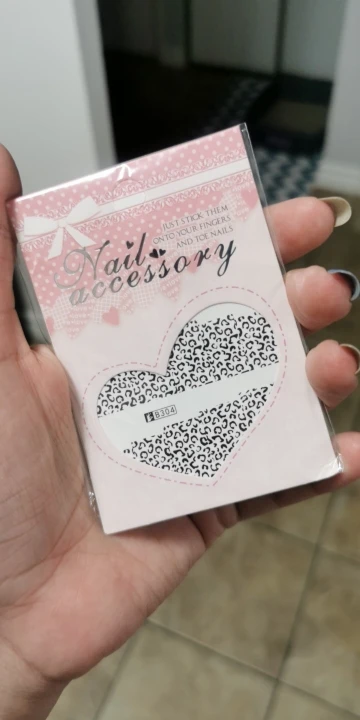 JUST STICK THEM
ONTO YOUR FINGERS
AND TOE NAILS
Nail
accessory
B304